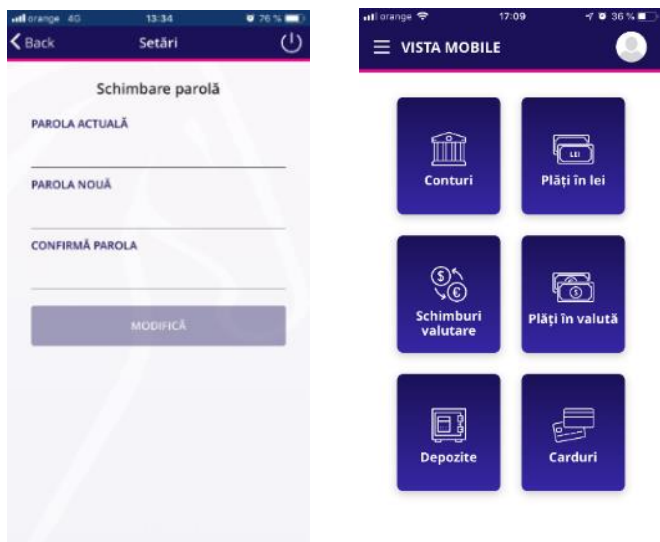 orange 4G 13:34 76 %
Back Setări
Schimbare parolă
PAROLA ACTUALĂ
PAROLA NOUĂ
CONFIRMĂ PAROLA
MODIFICĂ
orange 17:09 36 %
VISTA MOBILE
Conturi
Plăți în lei
LEI
Schimburi
valutare
Plăți în valută
Depozite
Carduri